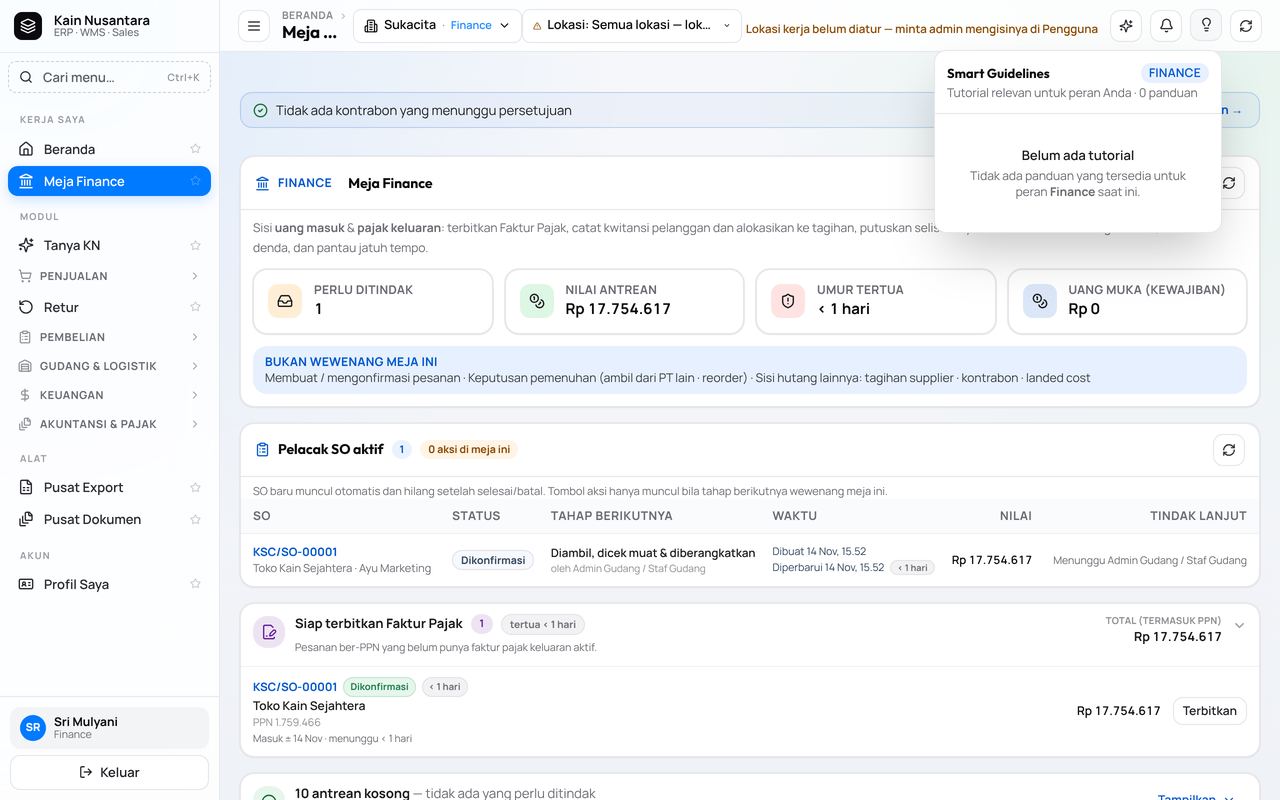 Kain Nusantara
ERP · WMS · Sales
Cari menu...
Ctrl+K
KERJA SAYA
Beranda
Meja Finance
MODUL
Tanya KN
PENJUALAN
Retur
PEMBELIAN
GUDANG & LOGISTIK
KEUANGAN
AKUNTANSI & PAJAK
ALAT
Pusat Export
Pusat Dokumen
AKUN
Profil Saya
SR
Sri Mulyani
Finance
Keluar
BERANDA
Meja ...
Sukacita · Finance
Lokasi: Semua lokasi — lok...
Lokasi kerja belum diatur — minta admin mengisinya di Pengguna
Smart Guidelines
FINANCE
Tutorial relevan untuk peran Anda · 0 panduan
Belum ada tutorial
Tidak ada panduan yang tersedia untuk
peran Finance saat ini.
Tidak ada kontrabon yang menunggu persetujuan
FINANCE
Meja Finance
Sisi uang masuk & pajak keluaran: terbitkan Faktur Pajak, catat kwitansi pelanggan dan alokasikan ke tagihan, putuskan
denda, dan pantau jatuh tempo.
PERLU DITINDAK
1
NILAI ANTREAN
Rp 17.754.617
UMUR TERTUA
< 1 hari
UANG MUKA (KEWAJIBAN)
Rp 0
BUKAN WEWENANG MEJA INI
Membuat / mengonfirmasi pesanan · Keputusan pemenuhan (ambil dari PT lain · reorder) · Sisi hutang lainnya: tagihan supplier · kontrabon · landed cost
Pelacak SO aktif
1
0 aksi di meja ini
SO baru muncul otomatis dan hilang setelah selesai/batal. Tombol aksi hanya muncul bila tahap berikutnya wewenang meja ini.
SO STATUS TAHAP BERIKUTNYA WAKTU NILAI TINDAK LANJUT
KSC/SO-00001
Toko Kain Sejahtera · Ayu Marketing
Dikonfirmasi
Diambil, dicek muat & diberangkatkan
oleh Admin Gudang / Staf Gudang
Dibuat 14 Nov, 15.52
Diperbarui 14 Nov, 15.52
< 1 hari
Rp 17.754.617
Menunggu Admin Gudang / Staf Gudang
Siap terbitkan Faktur Pajak
1
tertua < 1 hari
Pesanan ber-PPN yang belum punya faktur pajak keluaran aktif.
TOTAL (TERMASUK PPN)
Rp 17.754.617
KSC/SO-00001
Dikonfirmasi
< 1 hari
Toko Kain Sejahtera
PPN 1.759.466
Masuk ± 14 Nov · menunggu < 1 hari
Rp 17.754.617
Terbitkan
10 antrean kosong — tidak ada yang perlu ditindak
Tampilkan